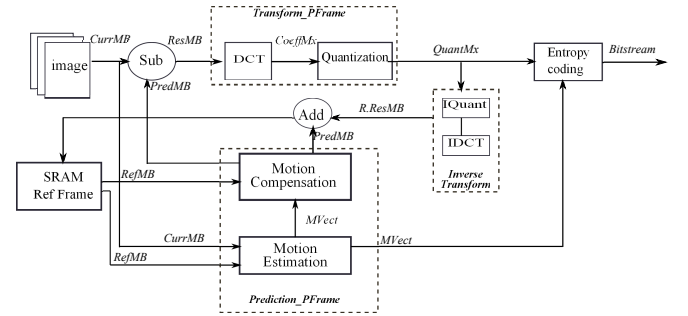 Transform_PFrame
CurrMB
ResMB
CoeffMx
QuantMx
Bitstream
image
Sub
DCT
Quantization
Entropy
coding
PredMB
R.ResMB
IQuant
Add
PredMB
IDCT
SRAM
Ref Frame
RefMB
Motion
Compensation
Inverse
Transform
MVect
CurrMB
Motion
Estimation
MVect
RefMB
Prediction_PFrame